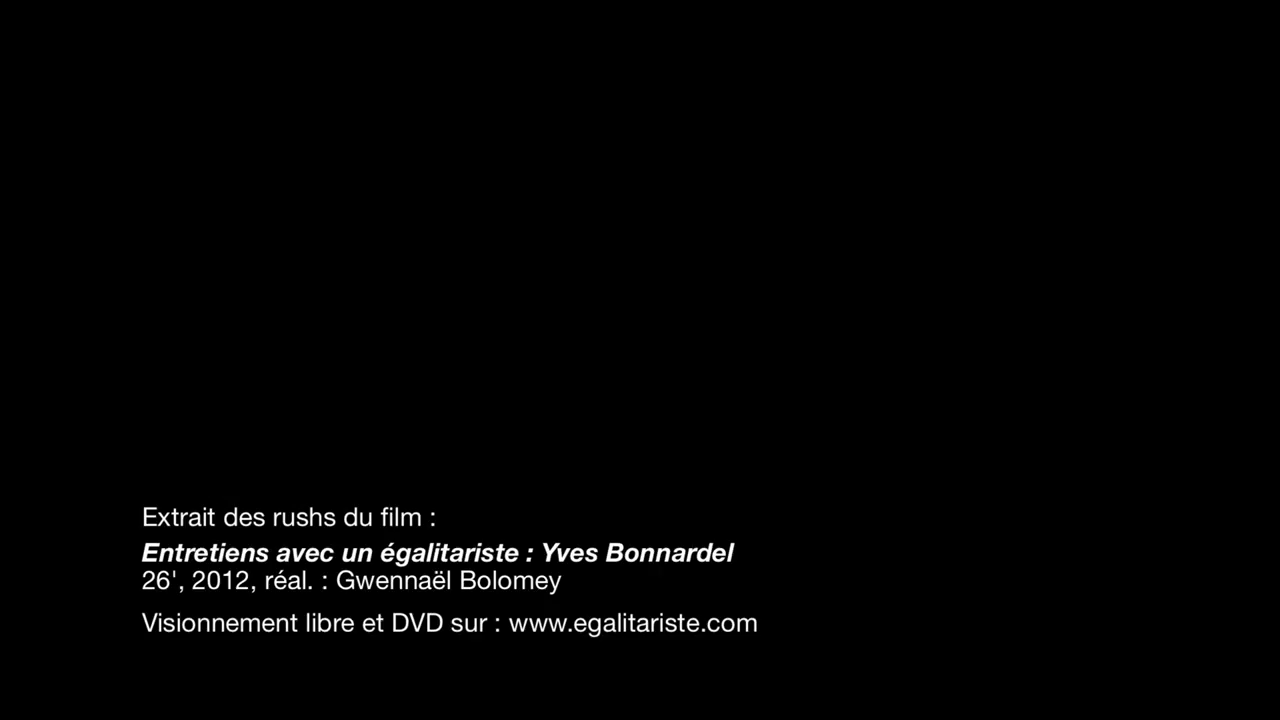 Extrait des rushs du film :
Entretiens avec un égalitariste : Yves Bonnardel
26', 2012, réal. : Gwennaël Bolomey
Visionnement libre et DVD sur : www.egalitariste.com